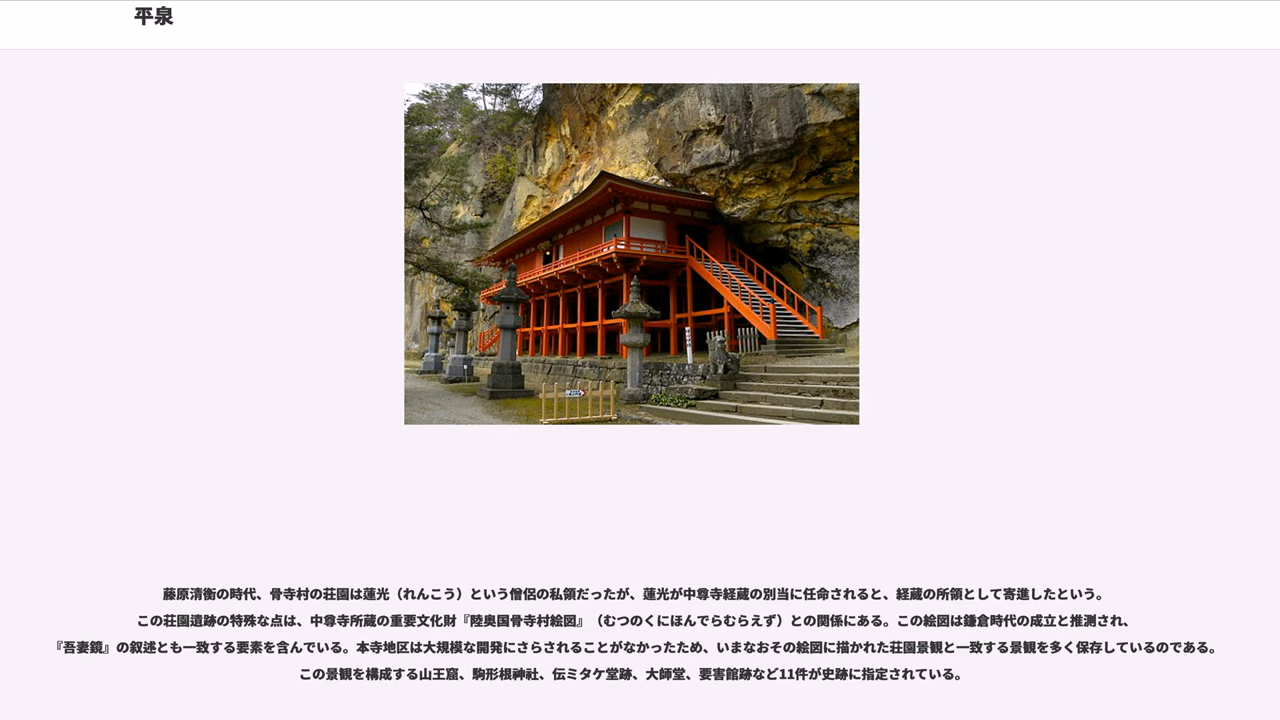 平泉
藤原清衡の時代、骨寺村の荘園は蓮光（れんこう）という僧侶の私領だったが、蓮光が中尊寺経蔵の別当に任命されると、経蔵の所領として寄進したという。
この荘園遺跡の特殊な点は、中尊寺所蔵の重要文化財『陸奥国骨寺村絵図』（むつのくにほんでらむらえず）との関係にある。この絵図は鎌倉時代の成立と推測され、
『吾妻鏡』の叙述とも一致する要素を含んでいる。本寺地区は大規模な開発にさらされることがなかったため、いまなおその絵図に描かれた荘園景観と一致する景観を多く保存しているのである。
この景観を構成する山王窟、駒形根神社、伝ミタケ堂跡、大師堂、要害館跡など11件が史跡に指定されている。